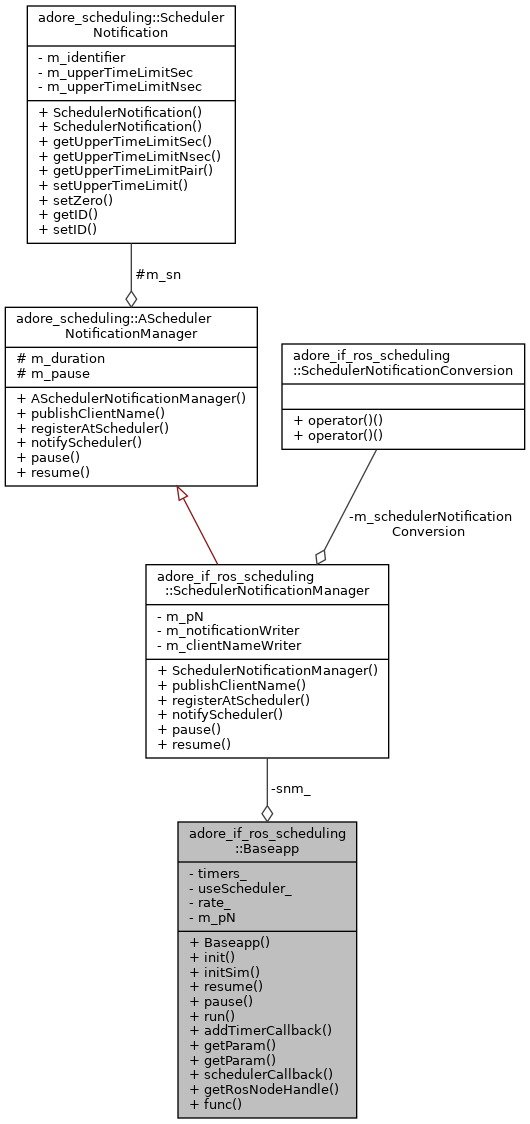 adore_scheduling::Scheduler
Notification
- m_identifier
- m_upperTimeLimitSec
- m_upperTimeLimitNsec
+ SchedulerNotification()
+ SchedulerNotification()
+ getUpperTimeLimitSec()
+ getUpperTimeLimitNsec()
+ getUpperTimeLimitPair()
+ setUpperTimeLimit()
+ setZero()
+ getID()
+ setID()
#m_sn
adore_scheduling::AScheduler
NotificationManager
# m_duration
# m_pause
+ ASchedulerNotificationManager()
+ publishClientName()
+ registerAtScheduler()
+ notifyScheduler()
+ pause()
+ resume()
adore_if_ros_scheduling
::SchedulerNotificationConversion
+ operator()()
+ operator()()
-m_schedulerNotification
Conversion
adore_if_ros_scheduling
::SchedulerNotificationManager
- m_pN
- m_notificationWriter
- m_clientNameWriter
+ SchedulerNotificationManager()
+ publishClientName()
+ registerAtScheduler()
+ notifyScheduler()
+ pause()
+ resume()
-snm_
adore_if_ros_scheduling
::Baseapp
- timers_
- useScheduler_
- rate_
- m_pN
+ Baseapp()
+ init()
+ initSim()
+ resume()
+ pause()
+ run()
+ addTimerCallback()
+ getParam()
+ getParam()
+ schedulerCallback()
+ getRosNodeHandle()
+ func()